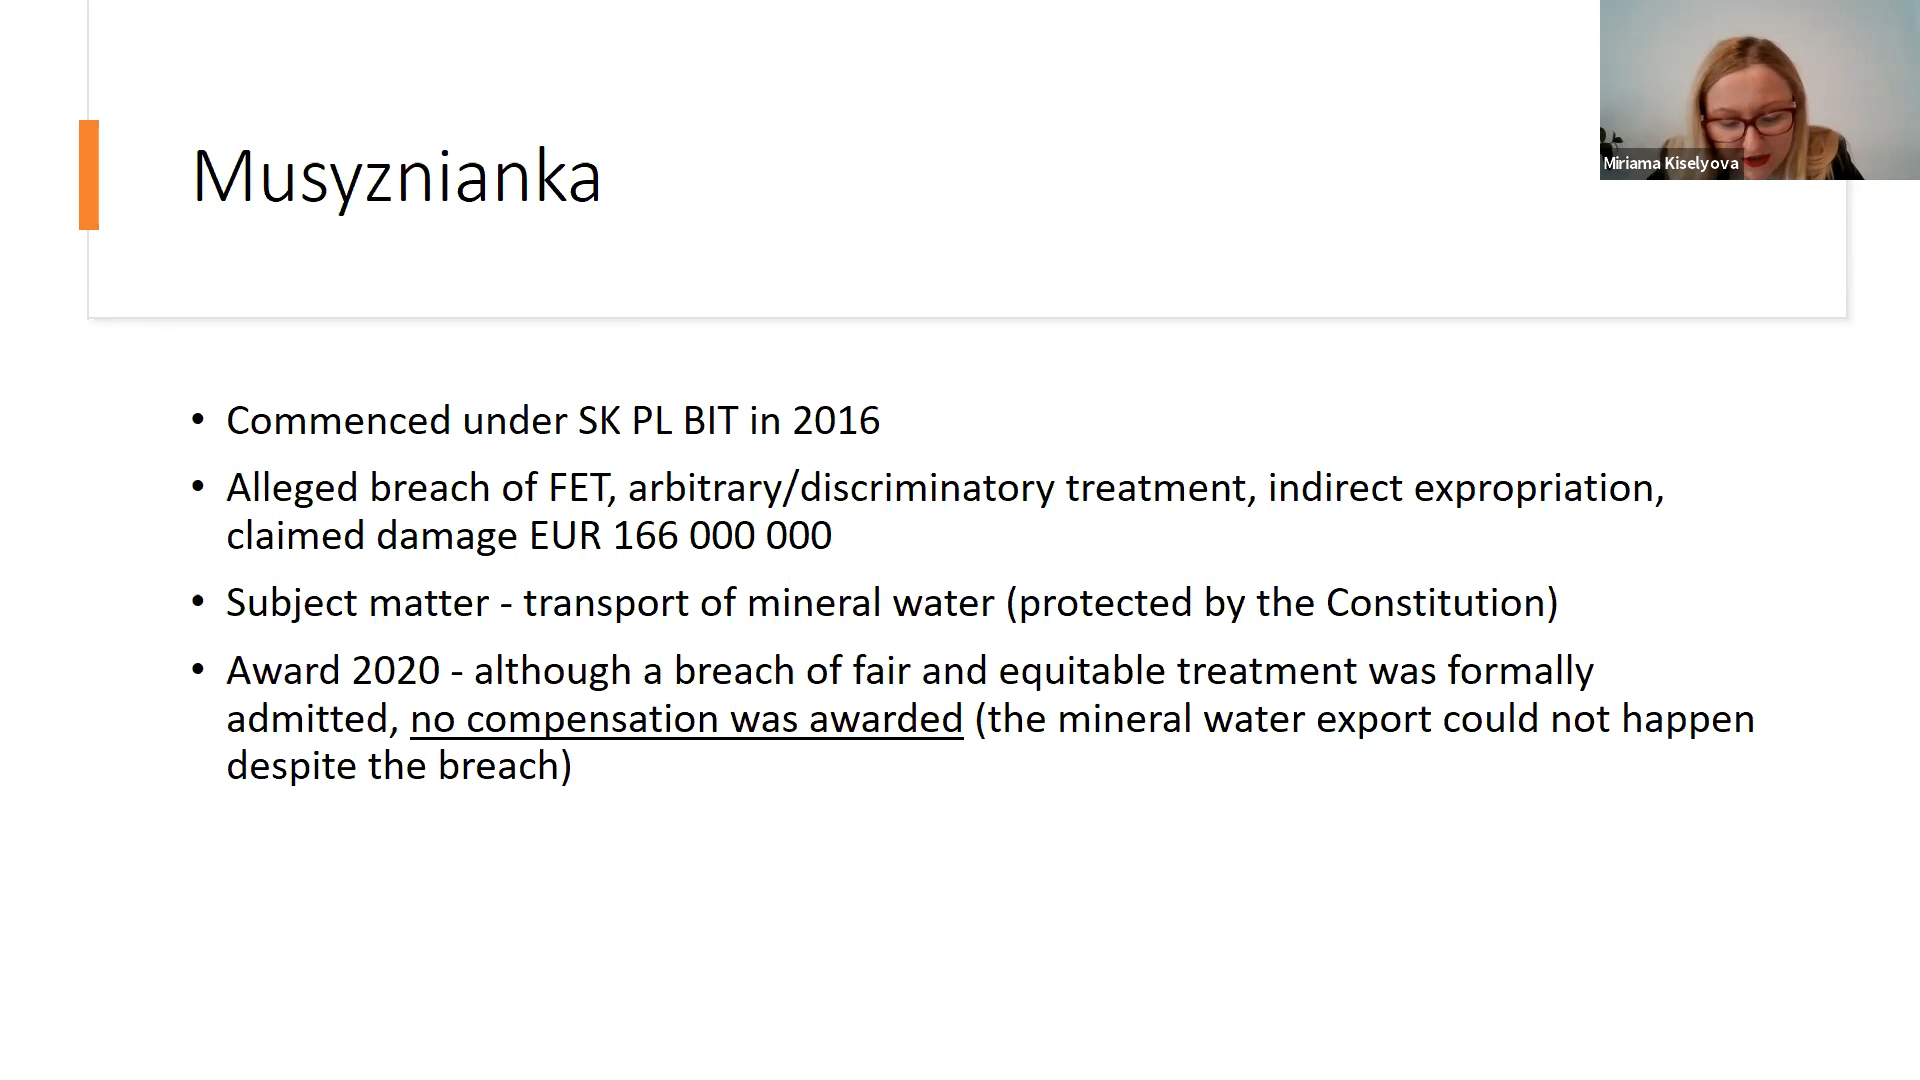 Musyznianka
Miriama Kiselyova
• Commenced under SK PL BIT in 2016
• Alleged breach of FET, arbitrary/discriminatory treatment, indirect expropriation,
claimed damage EUR 166 000 000
• Subject matter - transport of mineral water (protected by the Constitution)
• Award 2020 - although a breach of fair and equitable treatment was formally
admitted, no compensation was awarded (the mineral water export could not happen
despite the breach)